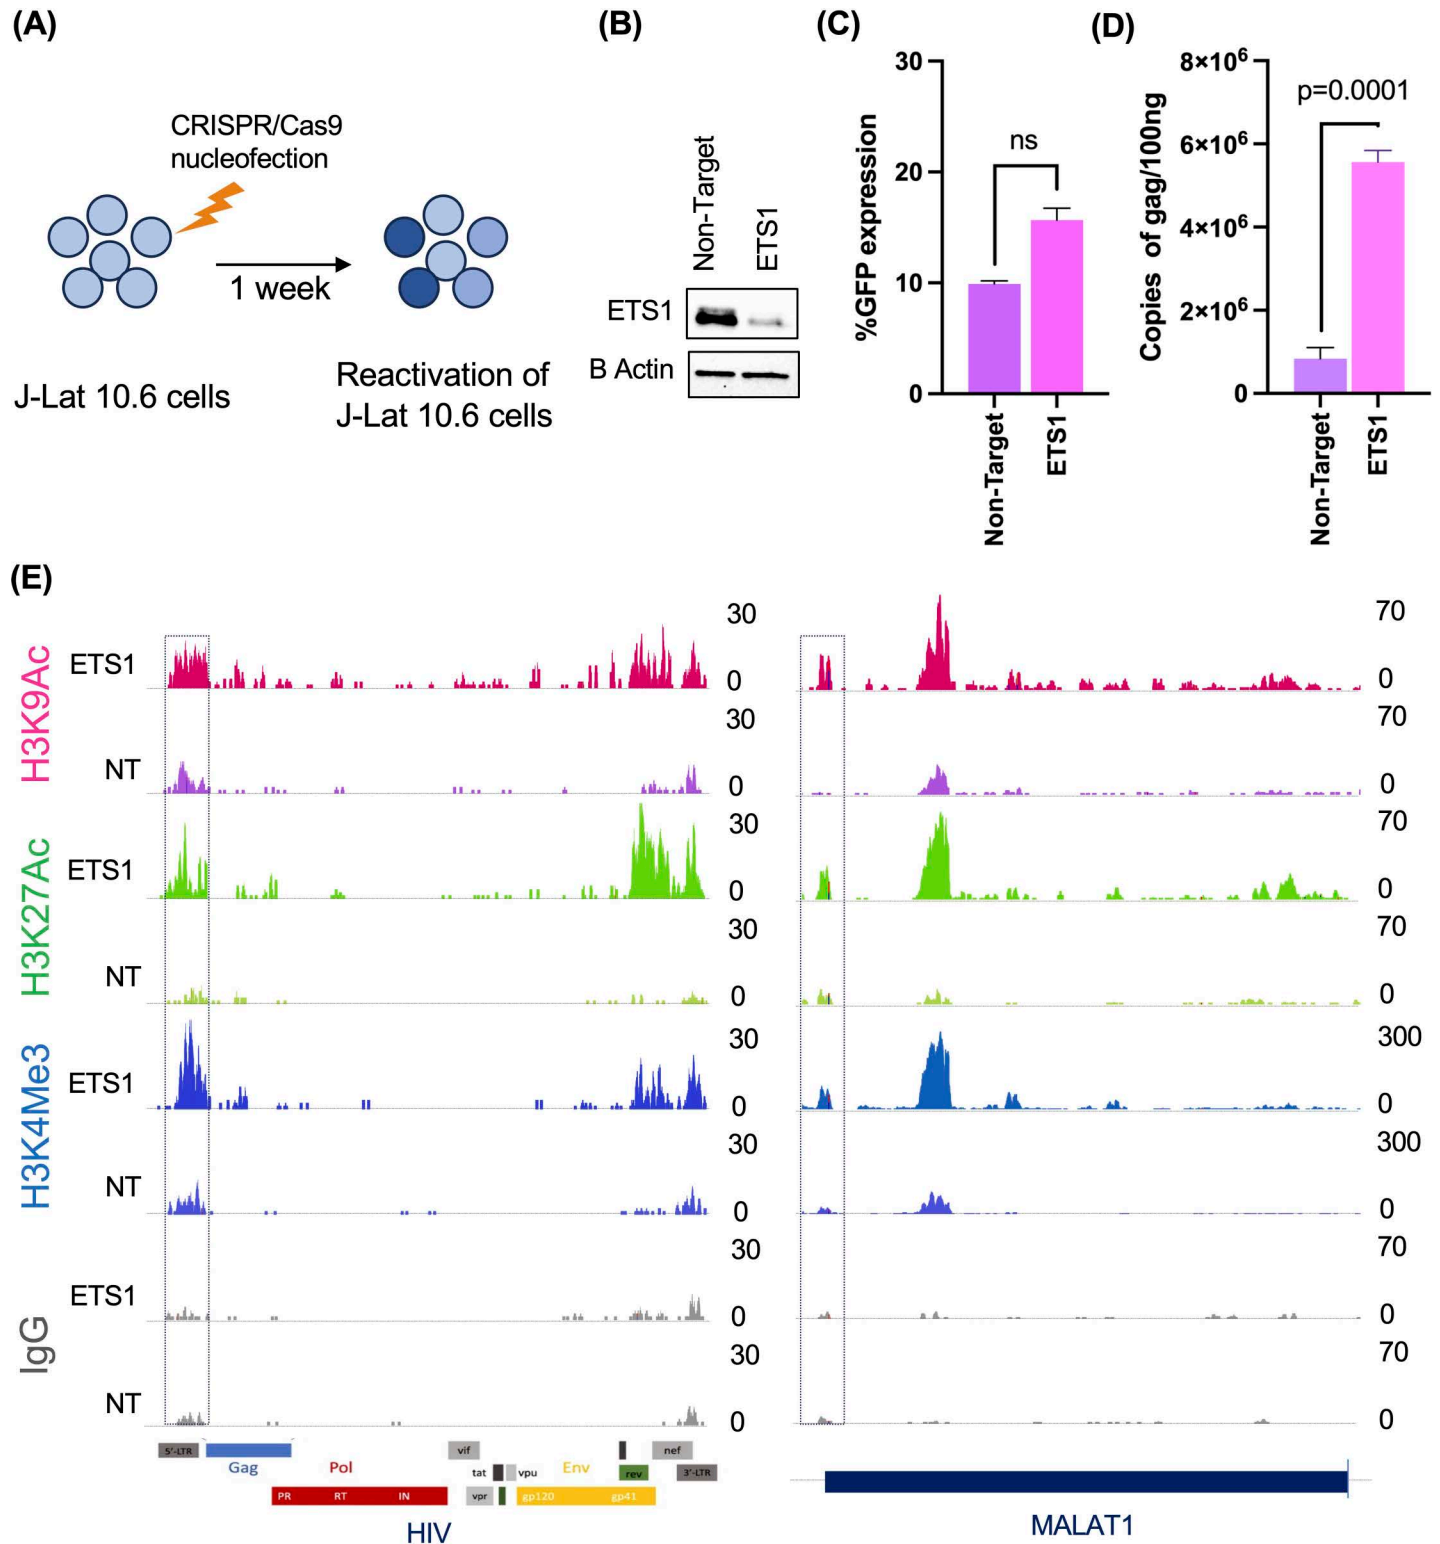 (A)
CRISPR/Cas9
nucleofection
1 week
J-Lat 10.6 cells
Reactivation of
J-Lat 10.6 cells
(B)
Non-Target
ETS1
ETS1
B Actin
(C)
%GFP expression
30
20
10
0
ns
Non-Target
ETS1
(D)
Copies of gag/100ng
8×10⁶
6×10⁶
4×10⁶
2×10⁶
0
p=0.0001
Non-Target
ETS1
(E)
H3K9Ac
ETS1
30
0
70
0
NT
30
0
70
0
H3K27Ac
ETS1
30
0
70
0
NT
30
0
70
0
H3K4Me3
ETS1
30
0
300
0
NT
30
0
300
0
IgG
ETS1
30
0
70
0
NT
30
0
70
0
5'-LTR
Gag
Pol
PR
RT
IN
vif
tat
vpu
vpr
Env
gp120
gp41
rev
nef
3'-LTR
HIV
MALAT1